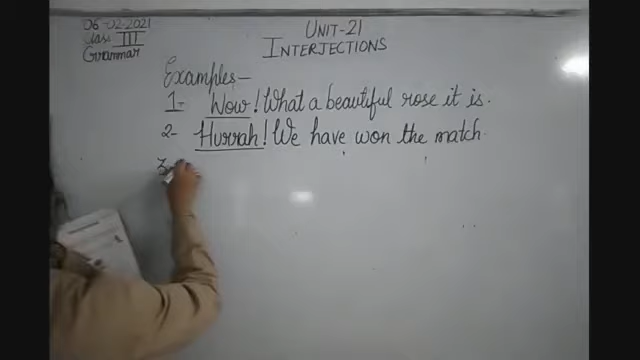 06-02-2021
Class III
Grammar
UNIT-21
INTERJECTIONS
Examples—
1- Wow! What a beautiful rose it is.
2- Hurrah! We have won the match.
3-